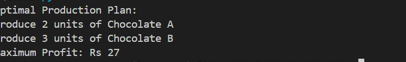 ptimal Production Plan:
roduce 2 units of Chocolate A
roduce 3 units of Chocolate B
aximum Profit: Rs 27